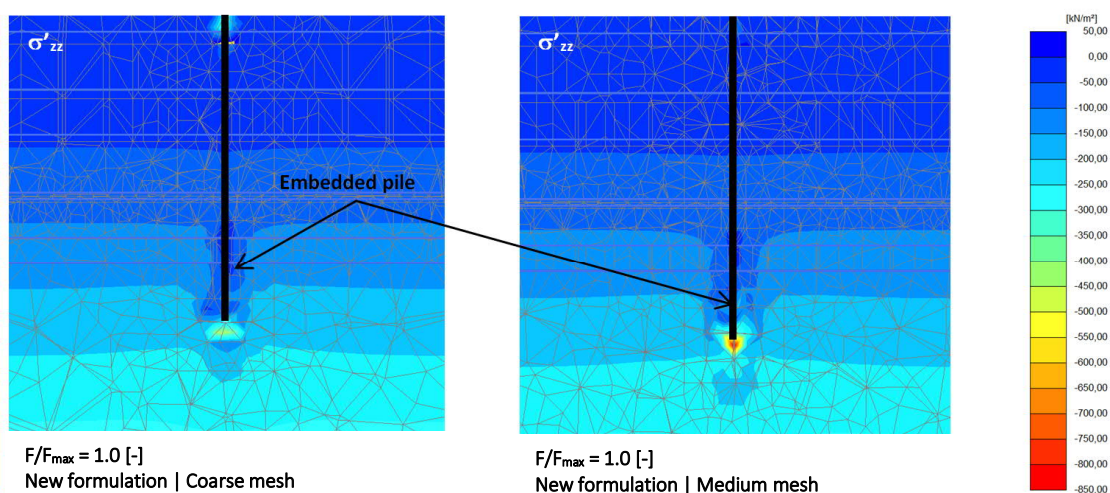 σ'zz
σ'zz
Embedded pile
F/Fmax = 1.0 [-]
New formulation | Coarse mesh
F/Fmax = 1.0 [-]
New formulation | Medium mesh
[kN/m²]
50,00
0,00
-50,00
-100,00
-150,00
-200,00
-250,00
-300,00
-350,00
-400,00
-450,00
-500,00
-550,00
-600,00
-650,00
-700,00
-750,00
-800,00
-850,00